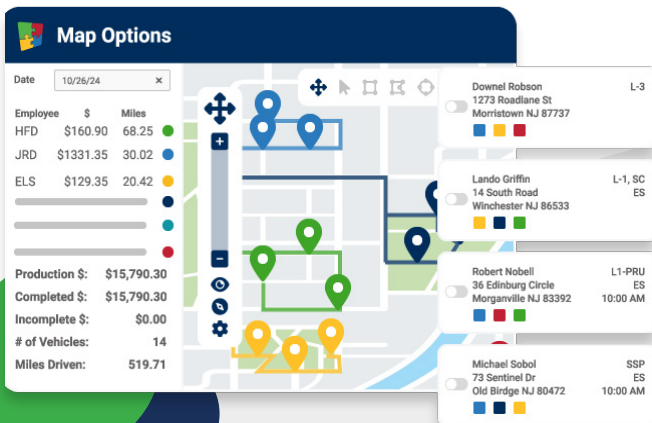 Map Options
Date 10/26/24 ×
Employee $ Miles
HFD $160.90 68.25
JRD $1331.35 30.02
ELS $129.35 20.42
Production $: $15,790.30
Completed $: $15,790.30
Incomplete $: $0.00
# of Vehicles: 14
Miles Driven: 519.71
Downel Robson L-3
1273 Roadlane St
Morristown NJ 87737
Lando Griffin L-1, SC
14 South Road ES
Winchester NJ 86533
Robert Nobell L1-PRU
36 Edinburg Circle ES
Morganville NJ 83392 10:00 AM
Michael Sobol SSP
73 Sentinel Dr ES
Old Birdge NJ 80472 10:00 AM